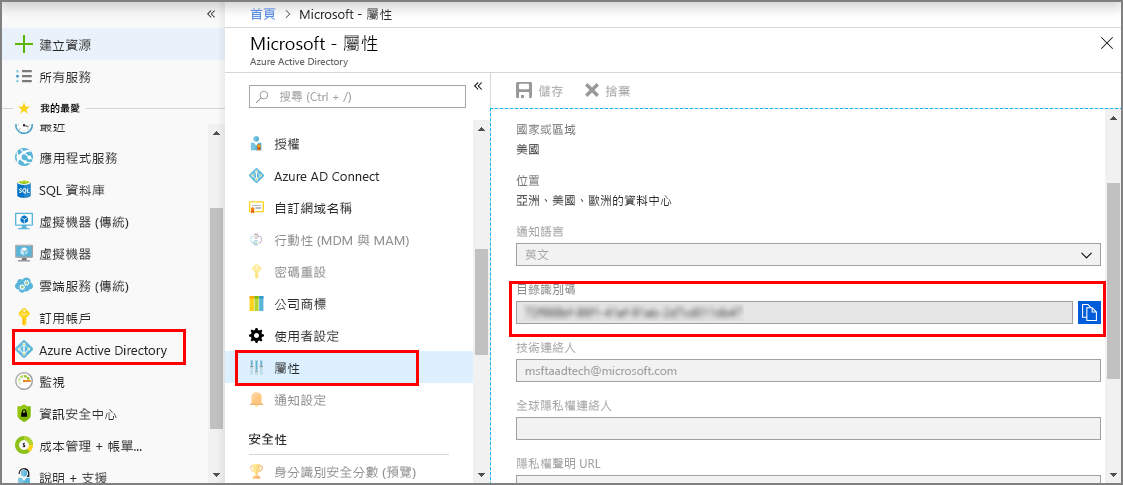 首頁 > Microsoft - 屬性
建立資源
所有服務
我的最愛
最近
應用程式服務
SQL 資料庫
虛擬機器 (傳統)
虛擬機器
雲端服務 (傳統)
訂用帳戶
Azure Active Directory
監視
資訊安全中心
成本管理 + 帳單...
說明 + 支援
Microsoft - 屬性
Azure Active Directory
搜尋 (Ctrl + /)
授權
Azure AD Connect
自訂網域名稱
行動性 (MDM 與 MAM)
密碼重設
公司商標
使用者設定
屬性
通知設定
安全性
身分識別安全分數 (預覽)
儲存
捨棄
國家或區域
美國
位置
亞洲、美國、歐洲的資料中心
通知語言
英文
目錄識別碼
技術連絡人
msftaadtech@microsoft.com
全球隱私權連絡人
隱私權聲明 URL